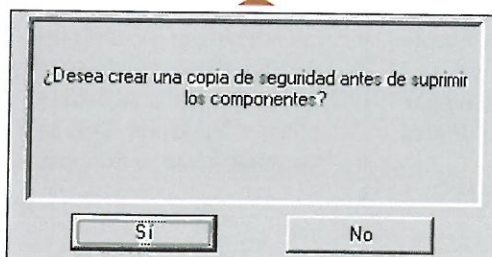 ¿Desea crear una copia de seguridad antes de suprimir
los componentes?
Sí
No